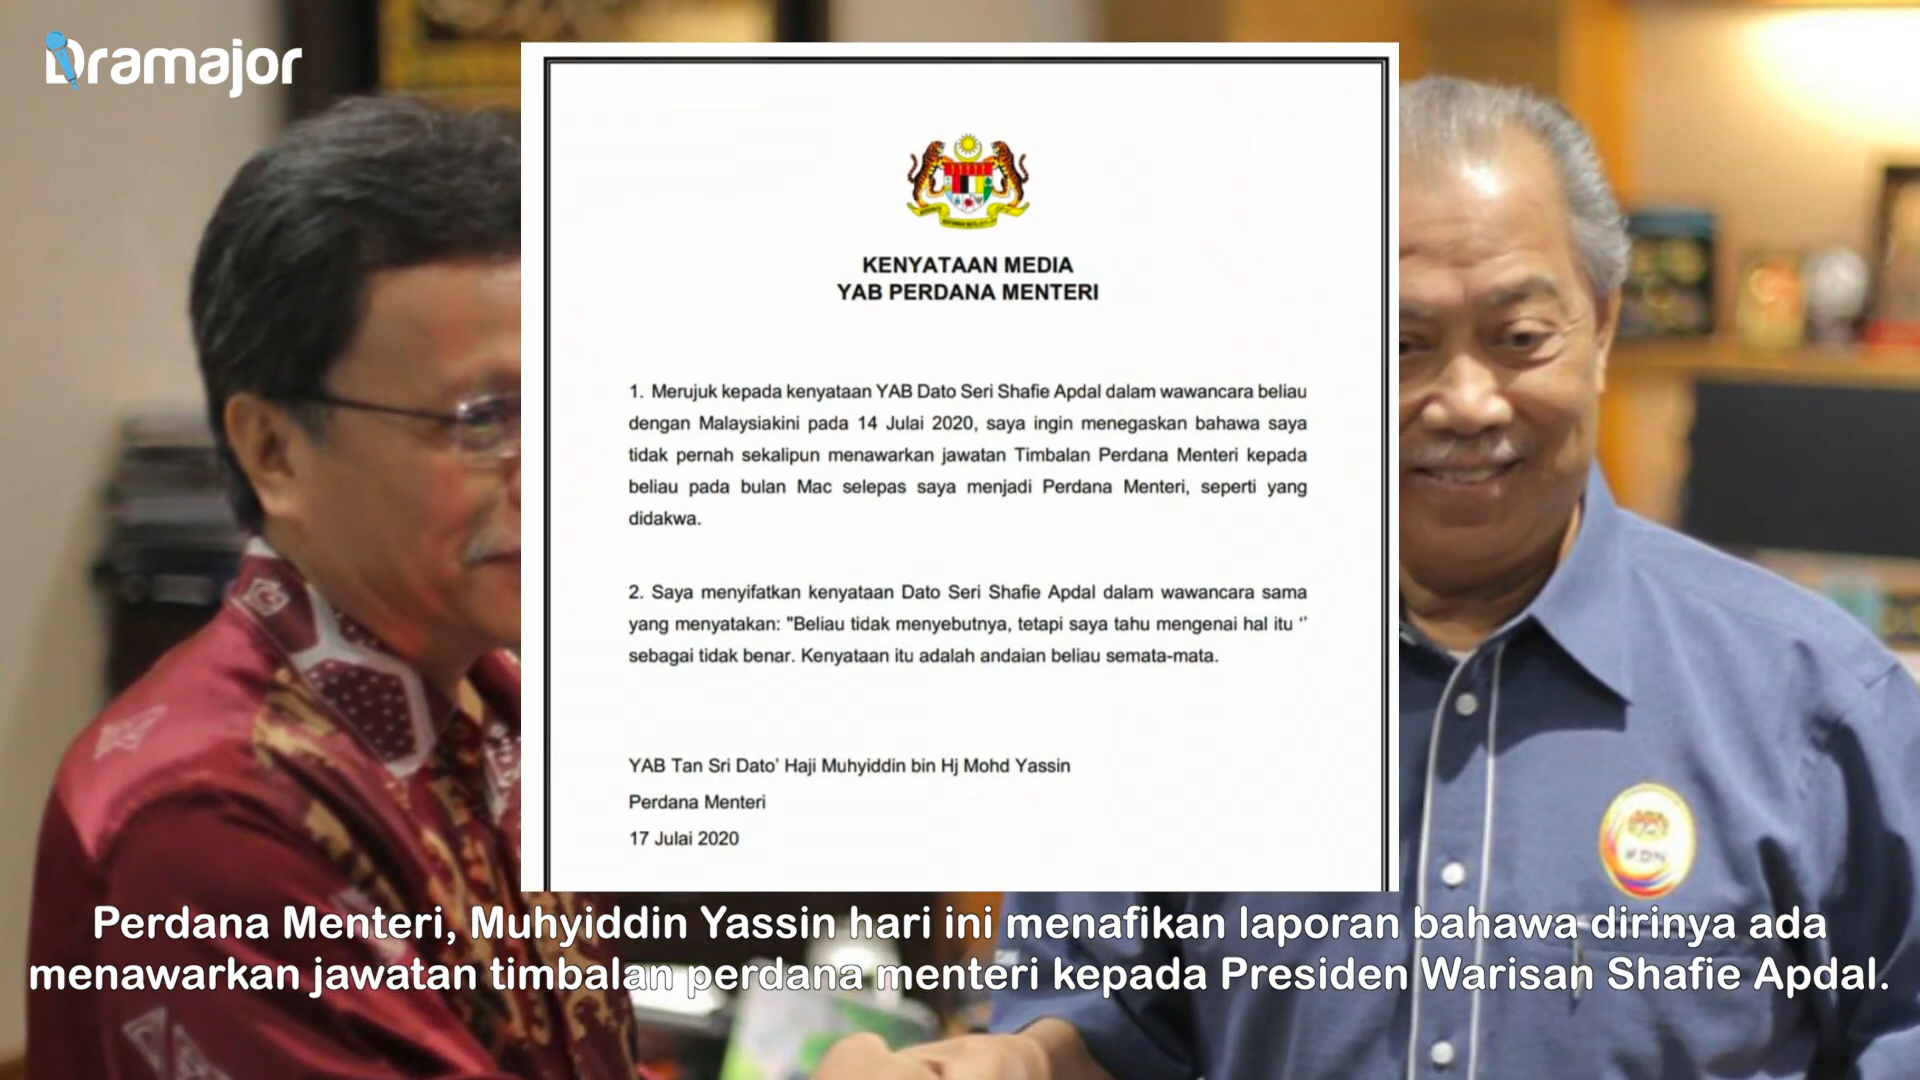 Dramajor
KENYATAAN MEDIA
YAB PERDANA MENTERI
1. Merujuk kepada kenyataan YAB Dato Seri Shafie Apdal dalam wawancara beliau
dengan Malaysiakini pada 14 Julai 2020, saya ingin menegaskan bahawa saya
tidak pernah sekalipun menawarkan jawatan Timbalan Perdana Menteri kepada
beliau pada bulan Mac selepas saya menjadi Perdana Menteri, seperti yang
didakwa.
2. Saya menyifatkan kenyataan Dato Seri Shafie Apdal dalam wawancara sama
yang menyatakan: "Beliau tidak menyebutnya, tetapi saya tahu mengenai hal itu ‘’
sebagai tidak benar. Kenyataan itu adalah andaian beliau semata-mata.
YAB Tan Sri Dato’ Haji Muhyiddin bin Hj Mohd Yassin
Perdana Menteri
17 Julai 2020
KDN
Perdana Menteri, Muhyiddin Yassin hari ini menafikan laporan bahawa dirinya ada
menawarkan jawatan timbalan perdana menteri kepada Presiden Warisan Shafie Apdal.